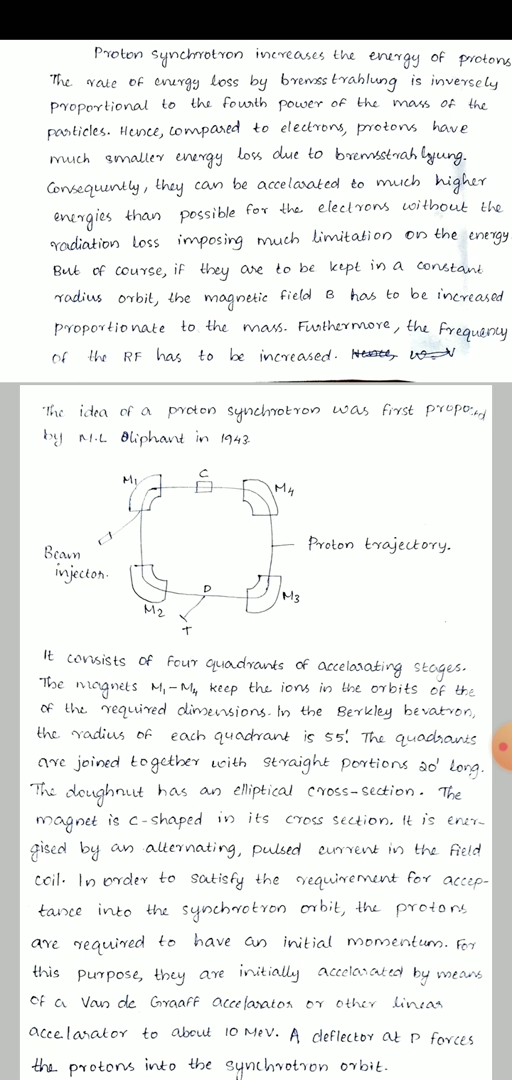 Proton synchrotron increases the energy of protons
The rate of energy loss by bremsstrahlung is inversely
proportional to the fourth power of the mass of the
particles. Hence, compared to electrons, protons have
much smaller energy loss due to bremsstrahlung.
Consequently, they can be accelarated to much higher
energies than possible for the electrons without the
radiation loss imposing much limitation on the energy.
But of course, if they are to be kept in a constant
radius orbit, the magnetic field B has to be increased
proportionate to the mass. Furthermore, the frequency
of the RF has to be increased. Hence,
The idea of a proton synchrotron was first proposed
by M.L Oliphant in 1943.
C
M1
M4
Proton trajectory.
Beam
injector.
D
M3
M2
T
It consists of four quadrants of accelarating stages.
The magnets M1-M4 keep the ions in the orbits of the
of the required dimensions. In the Berkley bevatron,
the radius of each quadrant is 55'. The quadrants
are joined together with straight portions 20' long.
The doughnut has an elliptical cross-section. The
magnet is C-shaped in its cross section. It is ener-
gised by an alternating, pulsed current in the field
coil. In order to satisfy the requirement for accep-
tance into the synchrotron orbit, the protons
are required to have an initial momentum. For
this purpose, they are initially accelarated by means
of a Van de Graaff accelarator or other linear
accelarator to about 10 MeV. A deflector at P forces
the protons into the synchrotron orbit.